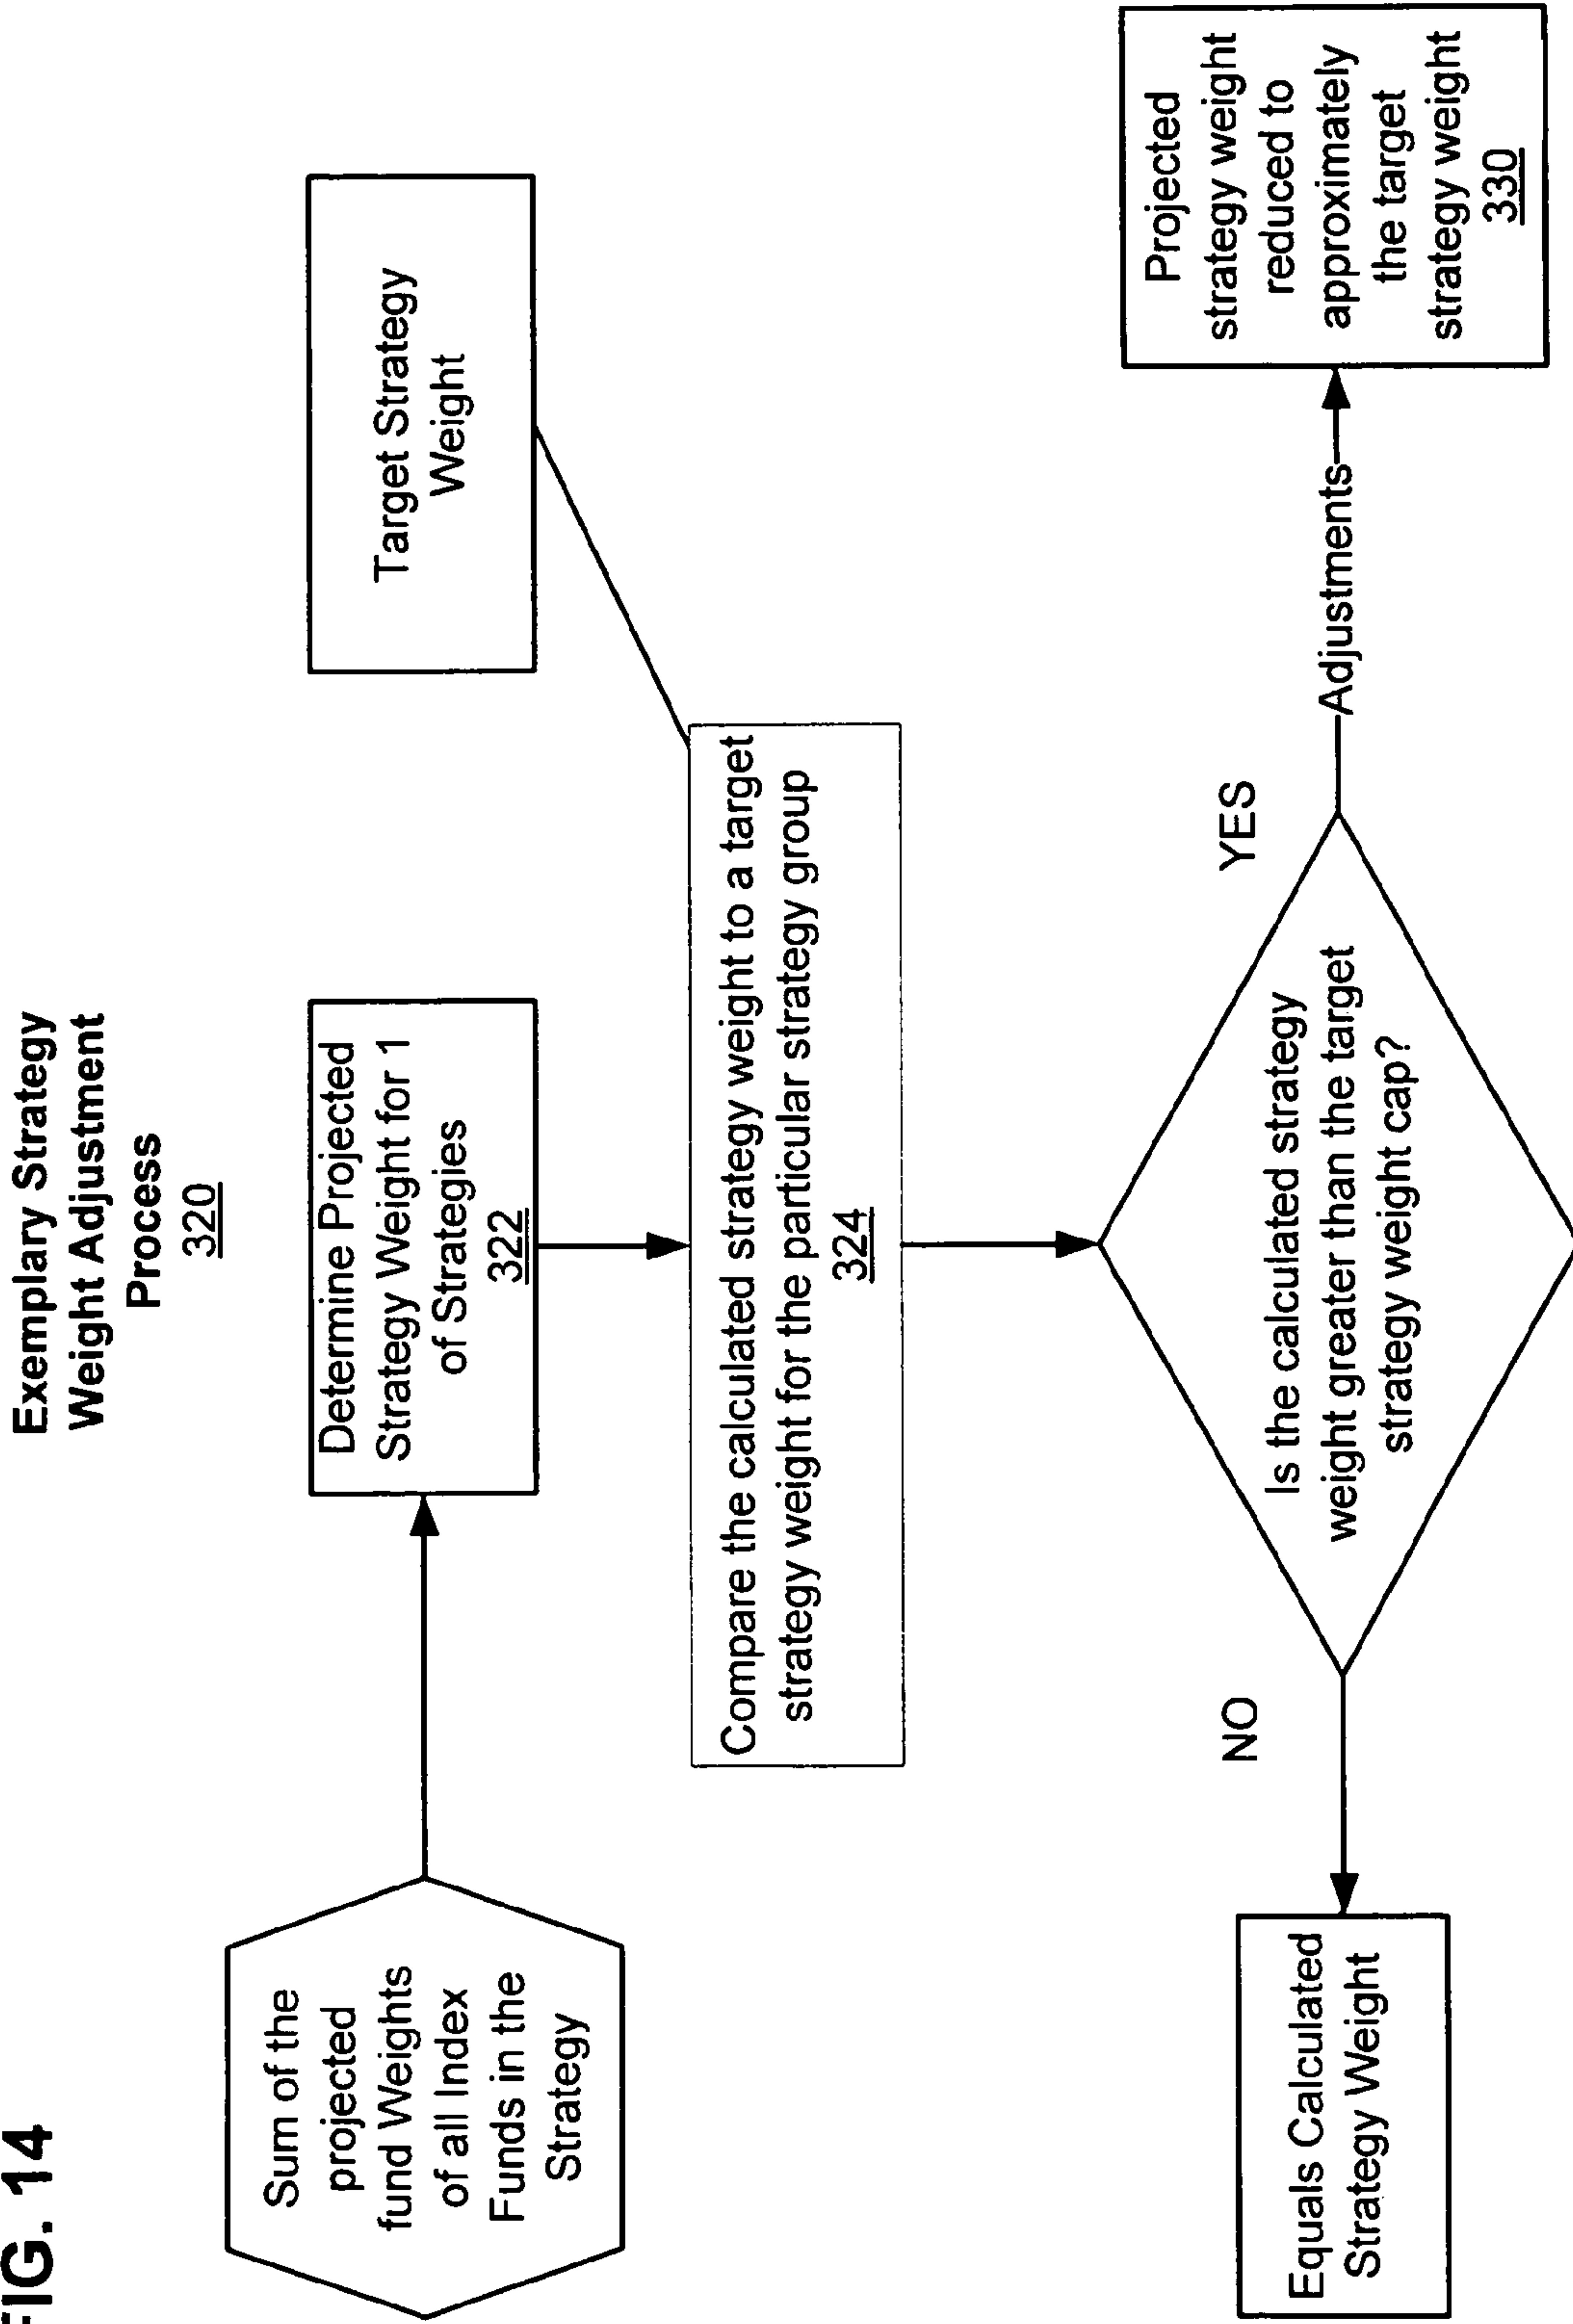 FIG. 14
Exemplary Strategy
Weight Adjustment
Process
320
Sum of the
projected
fund Weights
of all Index
Funds in the
Strategy
Determine Projected
Strategy Weight for 1
of Strategies
322
Target Strategy
Weight
Compare the calculated strategy weight to a target
strategy weight for the particular strategy group
324
NO
YES
Equals Calculated
Strategy Weight
Is the calculated strategy
weight greater than the target
strategy weight cap?
Adjustments
Projected
strategy weight
reduced to
approximately
the target
strategy weight
330